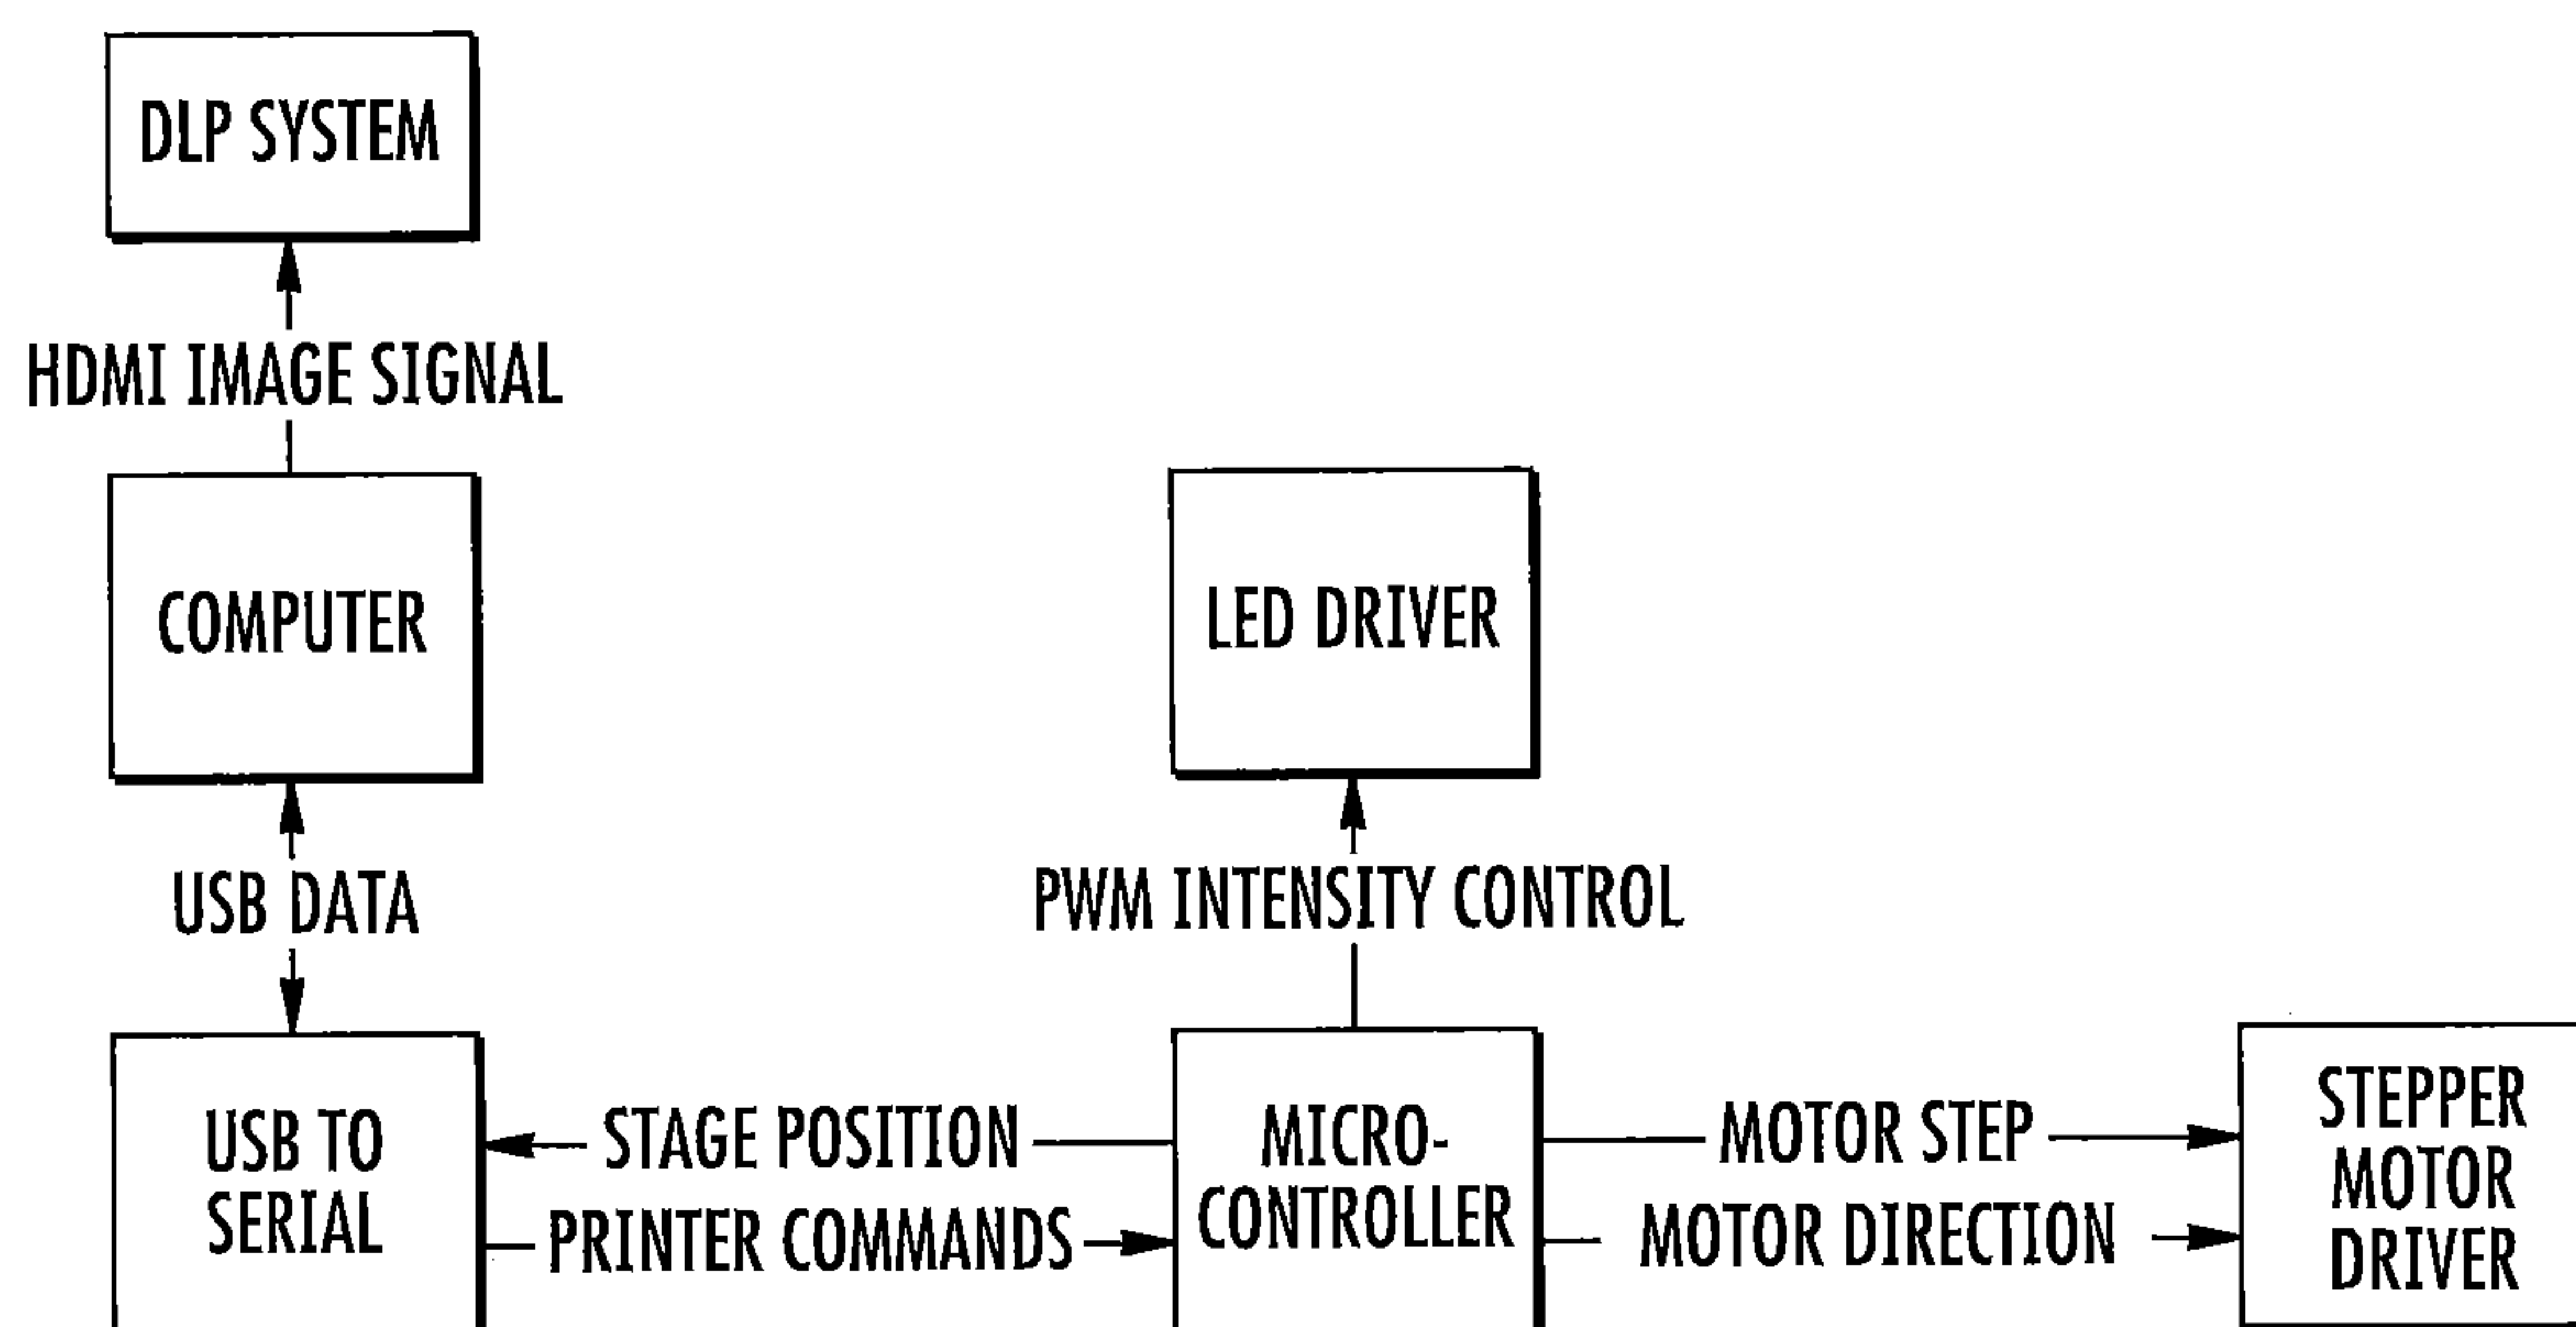 DLP SYSTEM
HDMI IMAGE SIGNAL
COMPUTER
LED DRIVER
USB DATA
PWM INTENSITY CONTROL
USB TO
SERIAL
STAGE POSITION
PRINTER COMMANDS
MICRO-
CONTROLLER
MOTOR STEP
MOTOR DIRECTION
STEPPER
MOTOR
DRIVER